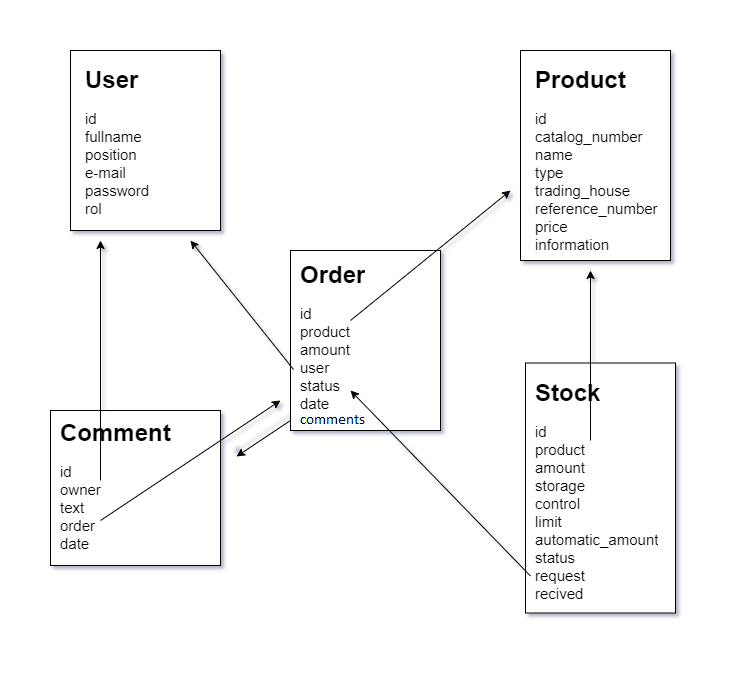 User
id
fullname
position
e-mail
password
rol
Product
id
catalog_number
name
type
trading_house
reference_number
price
information
Order
id
product
amount
user
status
date
comments
Comment
id
owner
text
order
date
Stock
id
product
amount
storage
control
limit
automatic_amount
status
request
recived